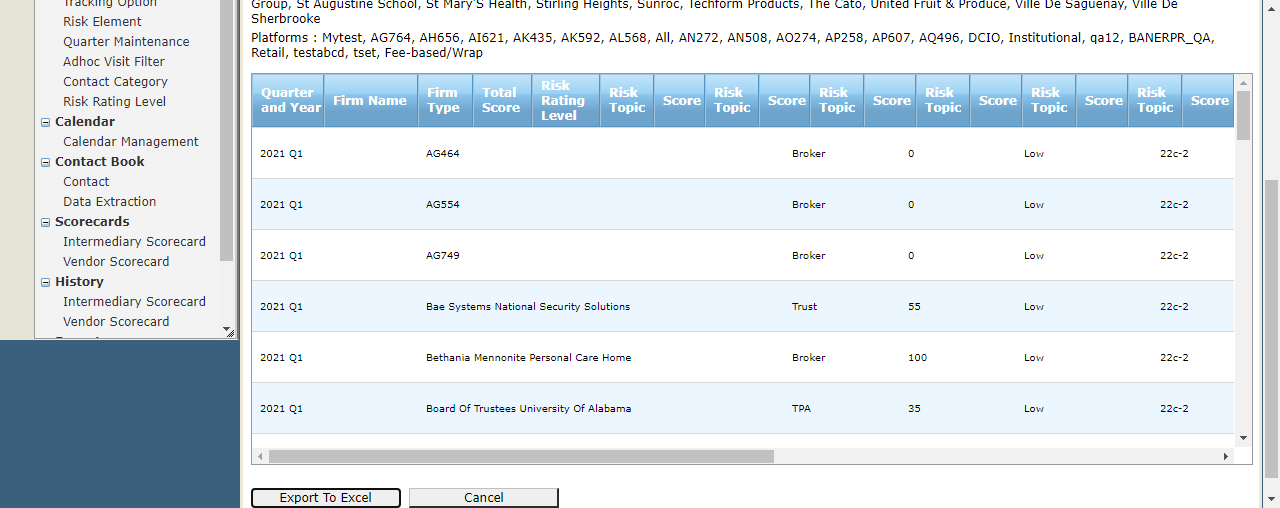 Tracking Option
Risk Element
Quarter Maintenance
Adhoc Visit Filter
Contact Category
Risk Rating Level
Calendar
Calendar Management
Contact Book
Contact
Data Extraction
Scorecards
Intermediary Scorecard
Vendor Scorecard
History
Intermediary Scorecard
Vendor Scorecard
Group, St Augustine School, St Mary'S Health, Stirling Heights, Sunroc, Techform Products, The Cato, United Fruit & Produce, Ville De Saguenay, Ville De
Sherbrooke
Platforms : Mytest, AG764, AH656, AI621, AK435, AK592, AL568, All, AN272, AN508, AO274, AP258, AP607, AQ496, DCIO, Institutional, qa12, BANERPR_QA,
Retail, testabcd, tset, Fee-based/Wrap
Quarter and Year Firm Name Firm Type Total Score Risk Rating Level Risk Topic Score Risk Topic Score Risk Topic Score Risk Topic Score Risk Topic Score Risk Topic Score
2021 Q1 AG464 Broker 0 Low 22c-2
2021 Q1 AG554 Broker 0 Low 22c-2
2021 Q1 AG749 Broker 0 Low 22c-2
2021 Q1 Bae Systems National Security Solutions Trust 55 Low 22c-2
2021 Q1 Bethania Mennonite Personal Care Home Broker 100 Low 22c-2
2021 Q1 Board Of Trustees University Of Alabama TPA 35 Low 22c-2
Export To Excel Cancel